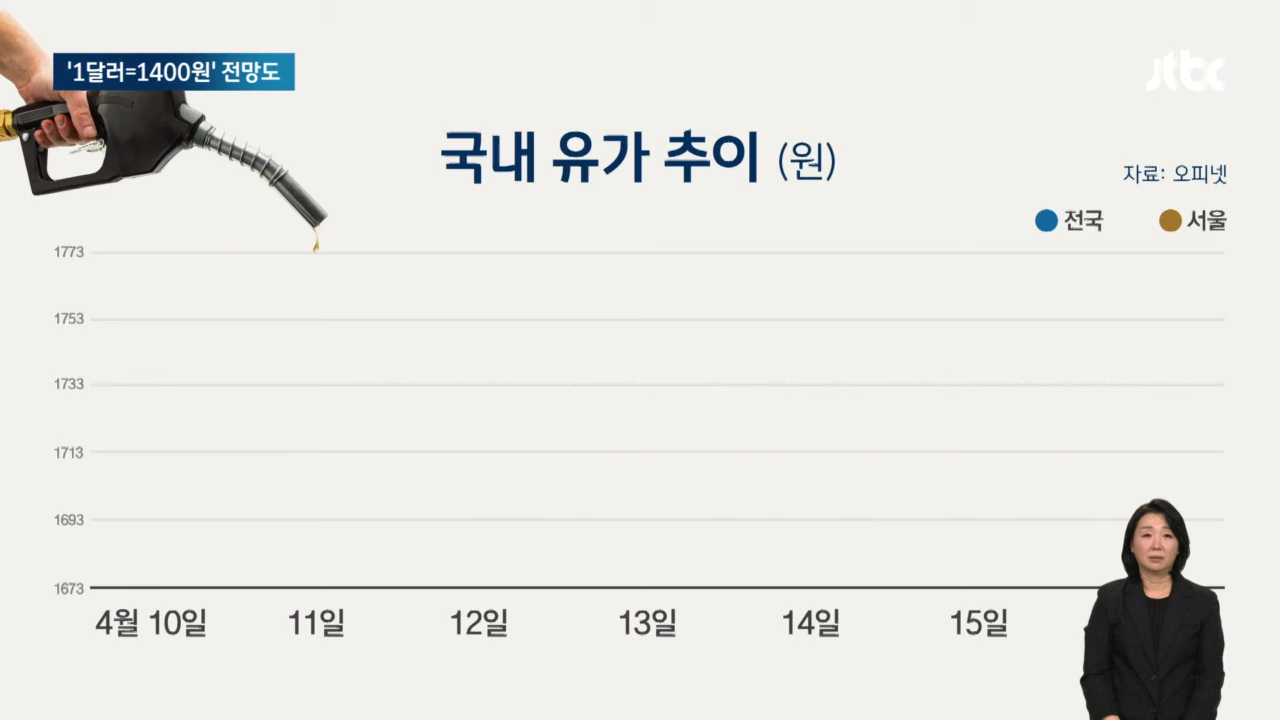 '1달러=1400원' 전망도
jtbc
국내 유가 추이 (원)
자료: 오피넷
전국 서울
1773
1753
1733
1713
1693
1673
4월 10일 11일 12일 13일 14일 15일